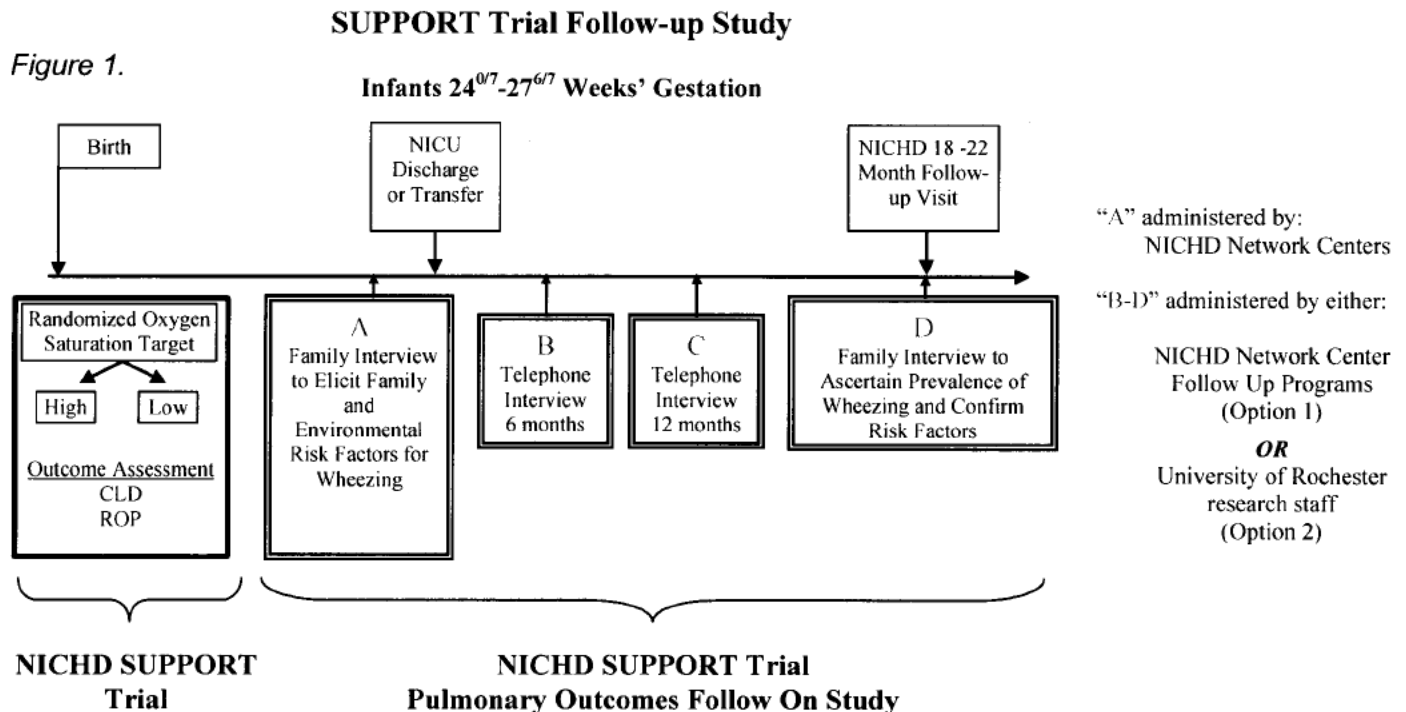 SUPPORT Trial Follow-up Study
Figure 1.
Infants 24^0/7-27^6/7 Weeks' Gestation
Birth
NICU
Discharge
or Transfer
NICHD 18 -22
Month Follow-
up Visit
"A" administered by:
NICHD Network Centers
"B-D" administered by either:
NICHD Network Center
Follow Up Programs
(Option 1)
OR
University of Rochester
research staff
(Option 2)
Randomized Oxygen
Saturation Target
High
Low
Outcome Assessment
CLD
ROP
A
Family Interview
to Elicit Family
and
Environmental
Risk Factors for
Wheezing
B
Telephone
Interview
6 months
C
Telephone
Interview
12 months
D
Family Interview to
Ascertain Prevalence of
Wheezing and Confirm
Risk Factors
NICHD SUPPORT
Trial
NICHD SUPPORT Trial
Pulmonary Outcomes Follow On Study